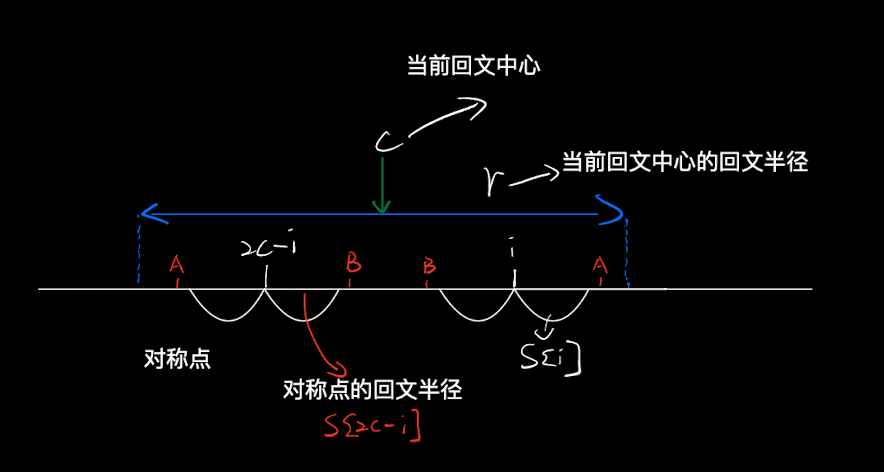 当前回文中心
c
r
当前回文中心的回文半径
2c-i
i
A
B
B
A
对称点
S[i]
对称点的回文半径
S[2c-i]